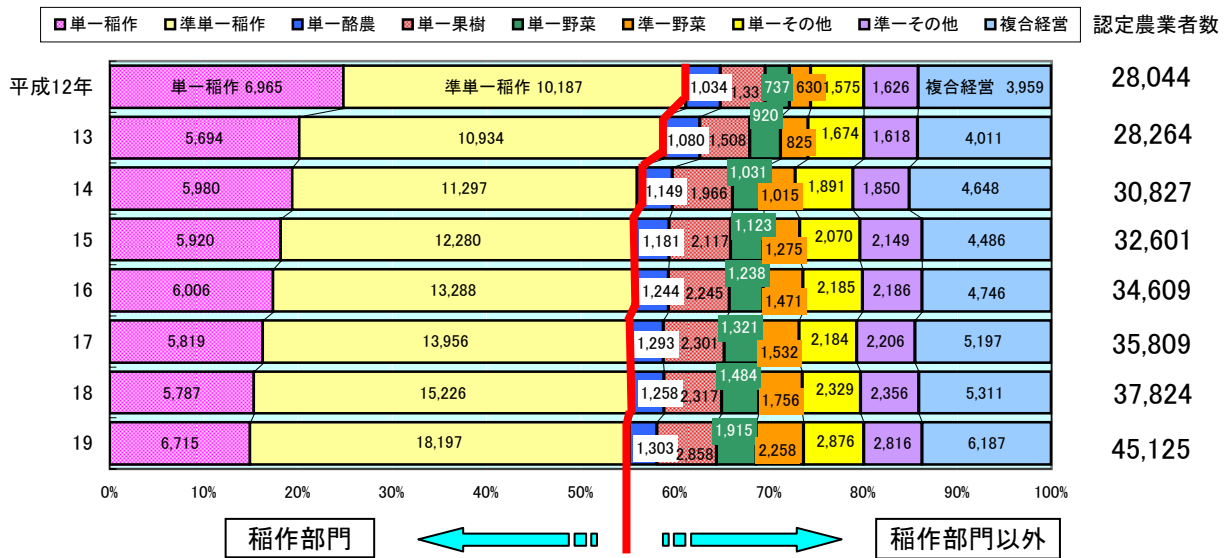 単一稲作 準単一稲作 単一酪農 単一果樹 単一野菜 準一野菜 単一その他 準一その他 複合経営 認定農業者数
平成12年 単一稲作 6,965 準単一稲作 10,187 1,034 1,33 737 630 1,575 1,626 複合経営 3,959 28,044
13 5,694 10,934 1,080 1,508 920 825 1,674 1,618 4,011 28,264
14 5,980 11,297 1,149 1,966 1,031 1,015 1,891 1,850 4,648 30,827
15 5,920 12,280 1,181 2,117 1,123 1,275 2,070 2,149 4,486 32,601
16 6,006 13,288 1,244 2,245 1,238 1,471 2,185 2,186 4,746 34,609
17 5,819 13,956 1,293 2,301 1,321 1,532 2,184 2,206 5,197 35,809
18 5,787 15,226 1,258 2,317 1,484 1,756 2,329 2,356 5,311 37,824
19 6,715 18,197 1,303 2,858 1,915 2,258 2,876 2,816 6,187 45,125
0% 10% 20% 30% 40% 50% 60% 70% 80% 90% 100%
稲作部門 稲作部門以外